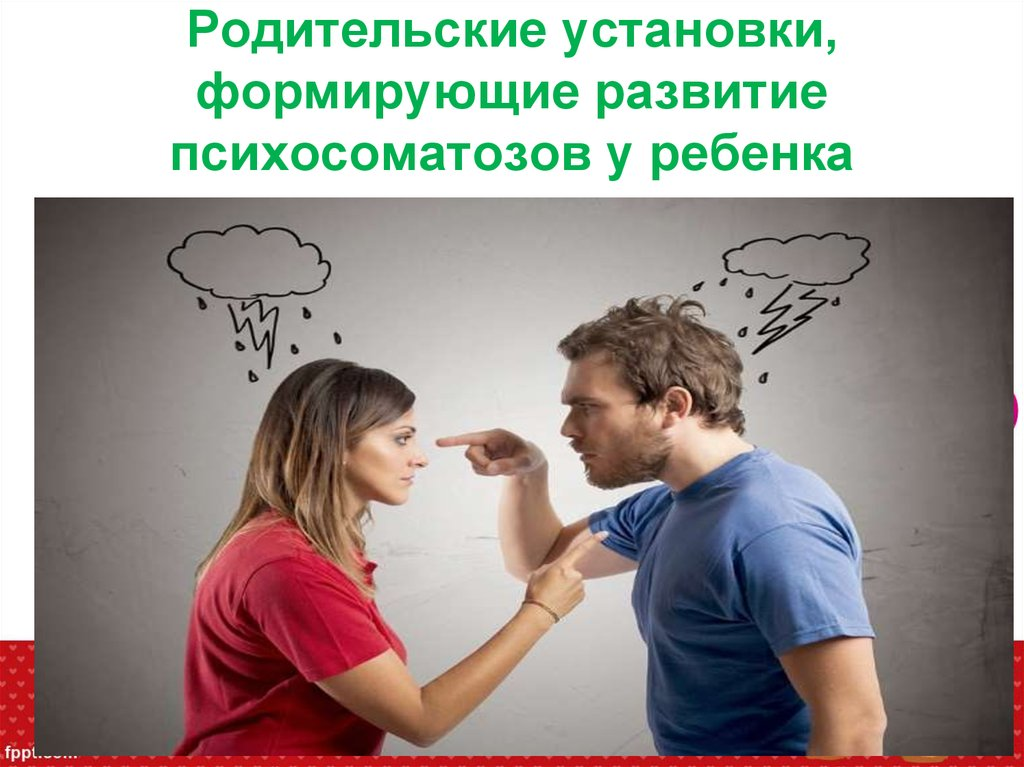 Родительские установки,
формирующие развитие
психосоматозов у ребенка